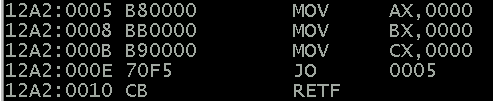 12A2:0005 B80000 MOV AX,0000
12A2:0008 BB0000 MOV BX,0000
12A2:000B B90000 MOV CX,0000
12A2:000E 70F5 JO 0005
12A2:0010 CB RETF